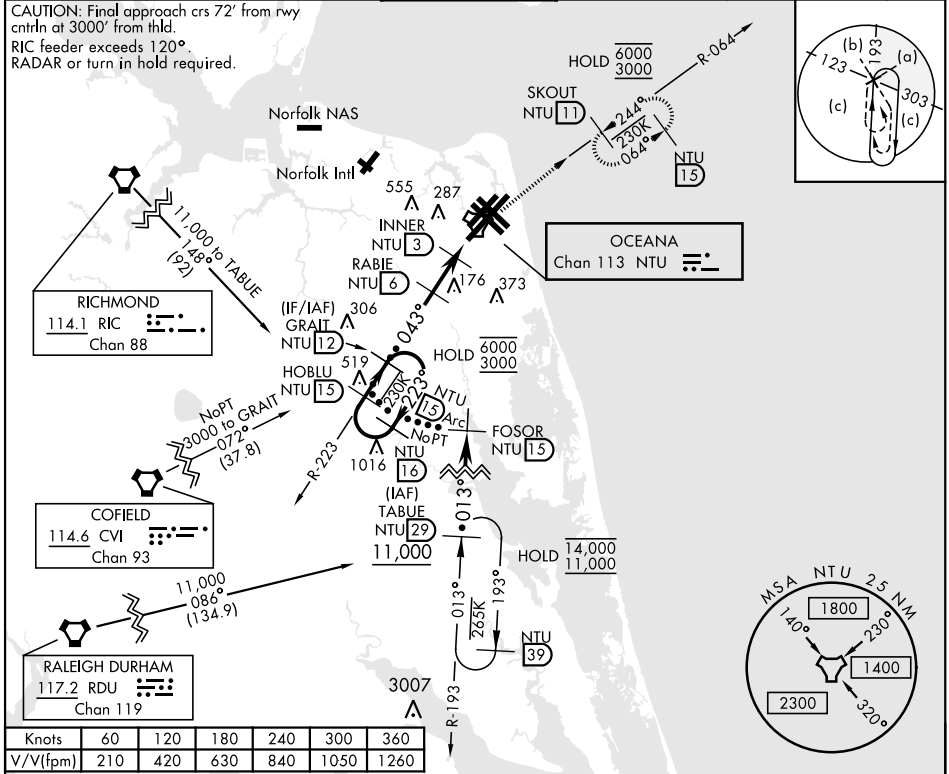 CAUTION: Final approach crs 72' from rwy
cntrln at 3000' from thld.
RIC feeder exceeds 120°.
RADAR or turn in hold required.
(b)
193
(a)
123
303
(c)
(c)
HOLD 6000
3000
R-064
SKOUT
NTU 11
244°
230K
064°
NTU
15
Norfolk NAS
Norfolk Intl
555
287
INNER
NTU 3
RABIE
NTU 6
176
373
OCEANA
Chan 113 NTU
11,000 to TABUE
148°
(92)
RICHMOND
114.1 RIC
Chan 88
(IF/IAF)
GRAIT
NTU 12
306
043°
HOLD 6000
3000
HOBLU
NTU 15
519
230K
223°
NTU
15
Arc
NoPT
FOSOR
NTU 15
NoPT
3000 to GRAIT
072°
(37.8)
R-223
1016
NTU
16
COFIELD
114.6 CVI
Chan 93
(IAF)
TABUE
NTU 29
11,000
013°
HOLD 14,000
11,000
013°
265K
193°
NTU
39
11,000
086°
(134.9)
RALEIGH DURHAM
117.2 RDU
Chan 119
3007
R-193
MSA NTU 25 NM
1800
140°
230°
1400
2300
320°
Knots 60 120 180 240 300 360
V/V(fpm) 210 420 630 840 1050 1260